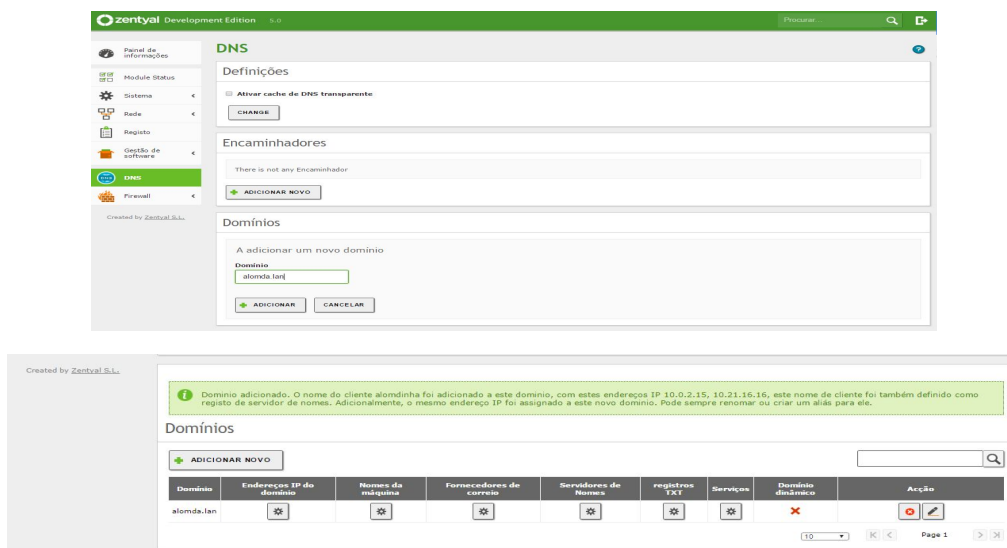 zentyal Development Edition 5.0
Procurar...
Painel de
informações
Module Status
Sistema
Rede
Registo
Gestão de
software
DNS
Firewall
Created by Zentyal S.L.
DNS
Definições
Ativar cache de DNS transparente
CHANGE
Encaminhadores
There is not any Encaminhador
ADICIONAR NOVO
Domínios
A adicionar um novo domínio
Domínio
alomda.lan
ADICIONAR CANCELAR
Created by Zentyal S.L.
Dominio adicionado. O nome do cliente alomdinha foi adicionado a este dominio, com estes endereços IP 10.0.2.15, 10.21.16.16, este nome de cliente foi também definido como
registo de servidor de nomes. Adicionalmente, o mesmo endereço IP foi assignado a este novo dominio. Pode sempre renomar ou criar um aliás para ele.
Domínios
ADICIONAR NOVO
Domínio Endereços IP do domínio Nomes da máquina Fornecedores de correio Servidores de Nomes registros TXT Serviços Domínio dinâmico Acção
alomda.lan
10 Page 1